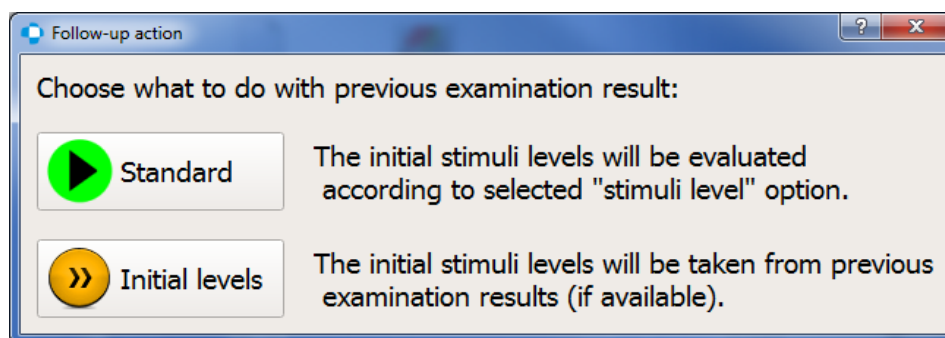 Follow-up action
Choose what to do with previous examination result:
Standard
The initial stimuli levels will be evaluated
according to selected "stimuli level" option.
Initial levels
The initial stimuli levels will be taken from previous
examination results (if available).